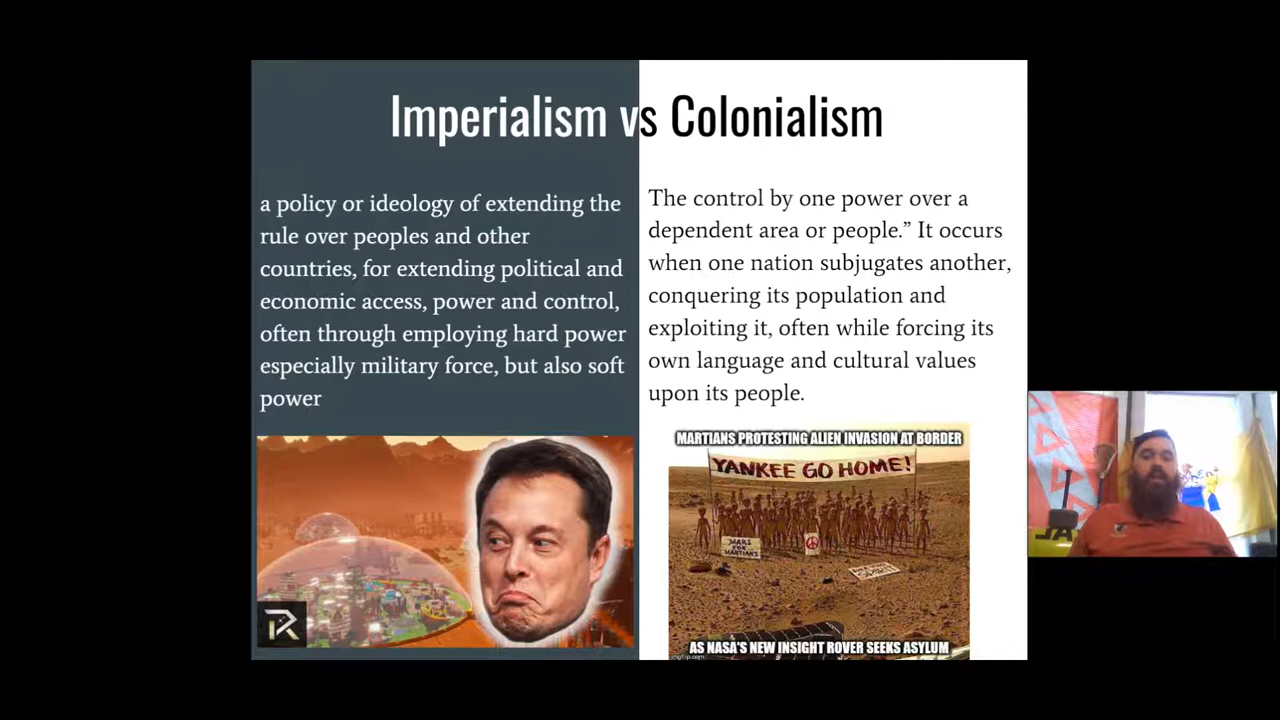 Imperialism vs Colonialism
a policy or ideology of extending the
rule over peoples and other
countries, for extending political and
economic access, power and control,
often through employing hard power
especially military force, but also soft
power
The control by one power over a
dependent area or people.” It occurs
when one nation subjugates another,
conquering its population and
exploiting it, often while forcing its
own language and cultural values
upon its people.
MARTIANS PROTESTING ALIEN INVASION AT BORDER
YANKEE GO HOME!
MARS
FOR
MARTIANS
AS NASA'S NEW INSIGHT ROVER SEEKS ASYLUM
imgflip.com